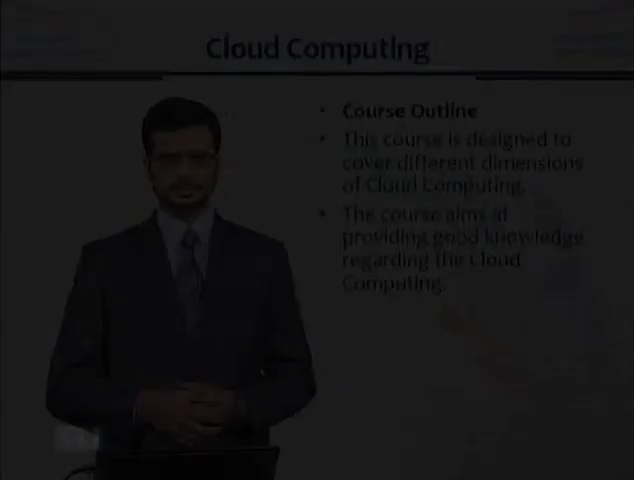 Cloud Computing
• Course Outline
• This course is designed to
cover different dimensions
of Cloud Computing.
• The course aims at
providing good knowledge
regarding the Cloud
Computing.